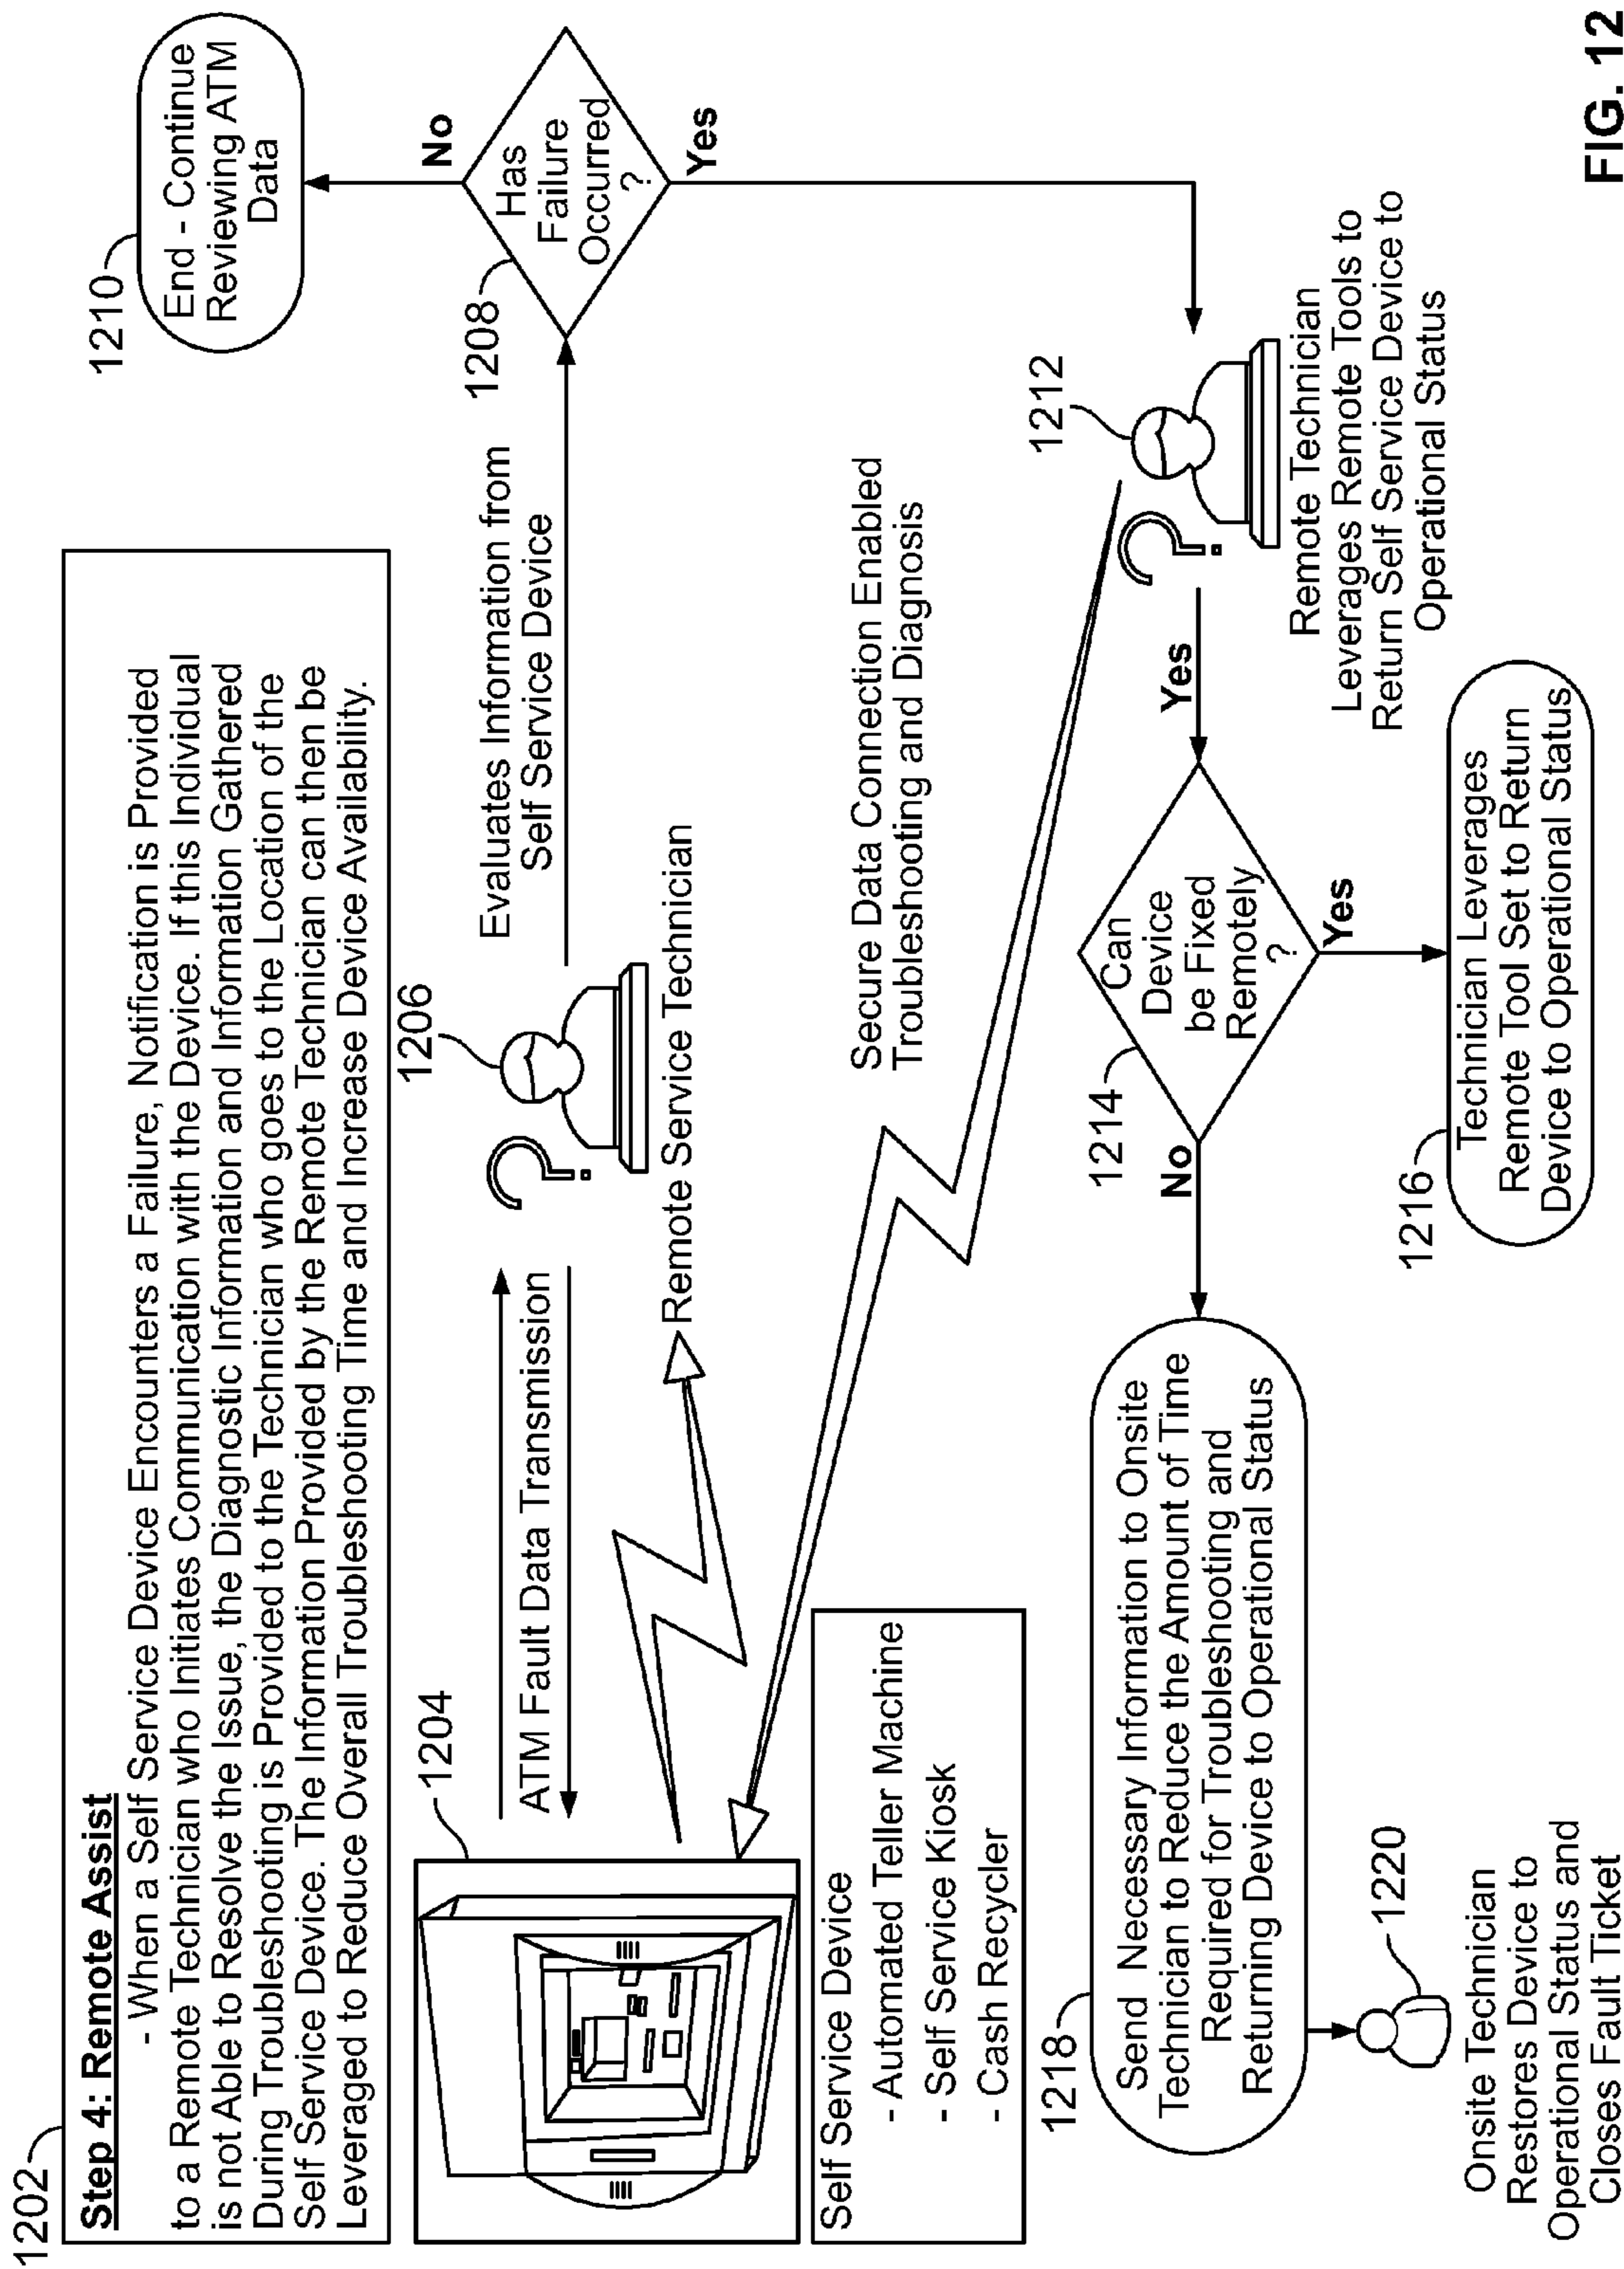 1202
Step 4: Remote Assist
- When a Self Service Device Encounters a Failure, Notification is Provided
to a Remote Technician who Initiates Communication with the Device. If this Individual
is not Able to Resolve the Issue, the Diagnostic Information and Information Gathered
During Troubleshooting is Provided to the Technician who goes to the Location of the
Self Service Device. The Information Provided by the Remote Technician can then be
Leveraged to Reduce Overall Troubleshooting Time and Increase Device Availability.
1204
ATM Fault Data Transmission
1206
Remote Service Technician
Evaluates Information from
Self Service Device
1208
Has
Failure
Occurred
?
No
Yes
1210
End - Continue
Reviewing ATM
Data
Self Service Device
- Automated Teller Machine
- Self Service Kiosk
- Cash Recycler
Secure Data Connection Enabled
Troubleshooting and Diagnosis
1212
Remote Technician
Leverages Remote Tools to
Return Self Service Device to
Operational Status
Yes
1214
Can
Device
be Fixed
Remotely
?
No
Yes
1216
Technician Leverages
Remote Tool Set to Return
Device to Operational Status
1218
Send Necessary Information to Onsite
Technician to Reduce the Amount of Time
Required for Troubleshooting and
Returning Device to Operational Status
1220
Onsite Technician
Restores Device to
Operational Status and
Closes Fault Ticket
FIG. 12